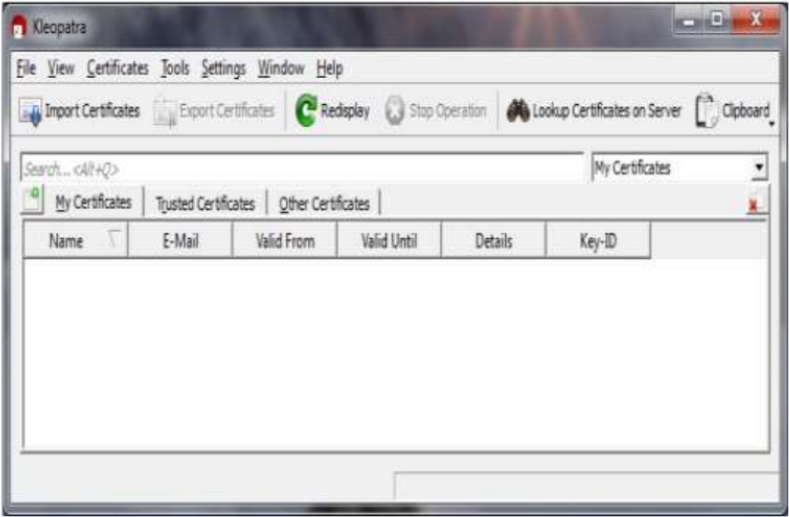 Kleopatra
File View Certificates Tools Settings Window Help
Import Certificates Export Certificates Redisplay Stop Operation Lookup Certificates on Server Clipboard
Search... <Alt+Q> My Certificates
My Certificates Trusted Certificates Other Certificates
Name E-Mail Valid From Valid Until Details Key-ID